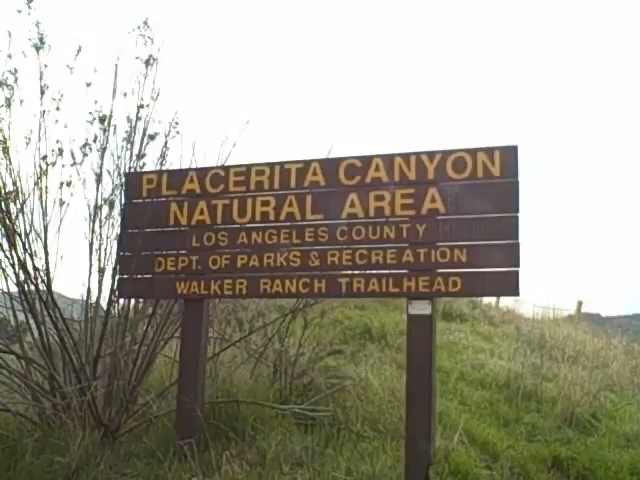 PLACERITA CANYON
NATURAL AREA
LOS ANGELES COUNTY
DEPT. OF PARKS & RECREATION
WALKER RANCH TRAILHEAD